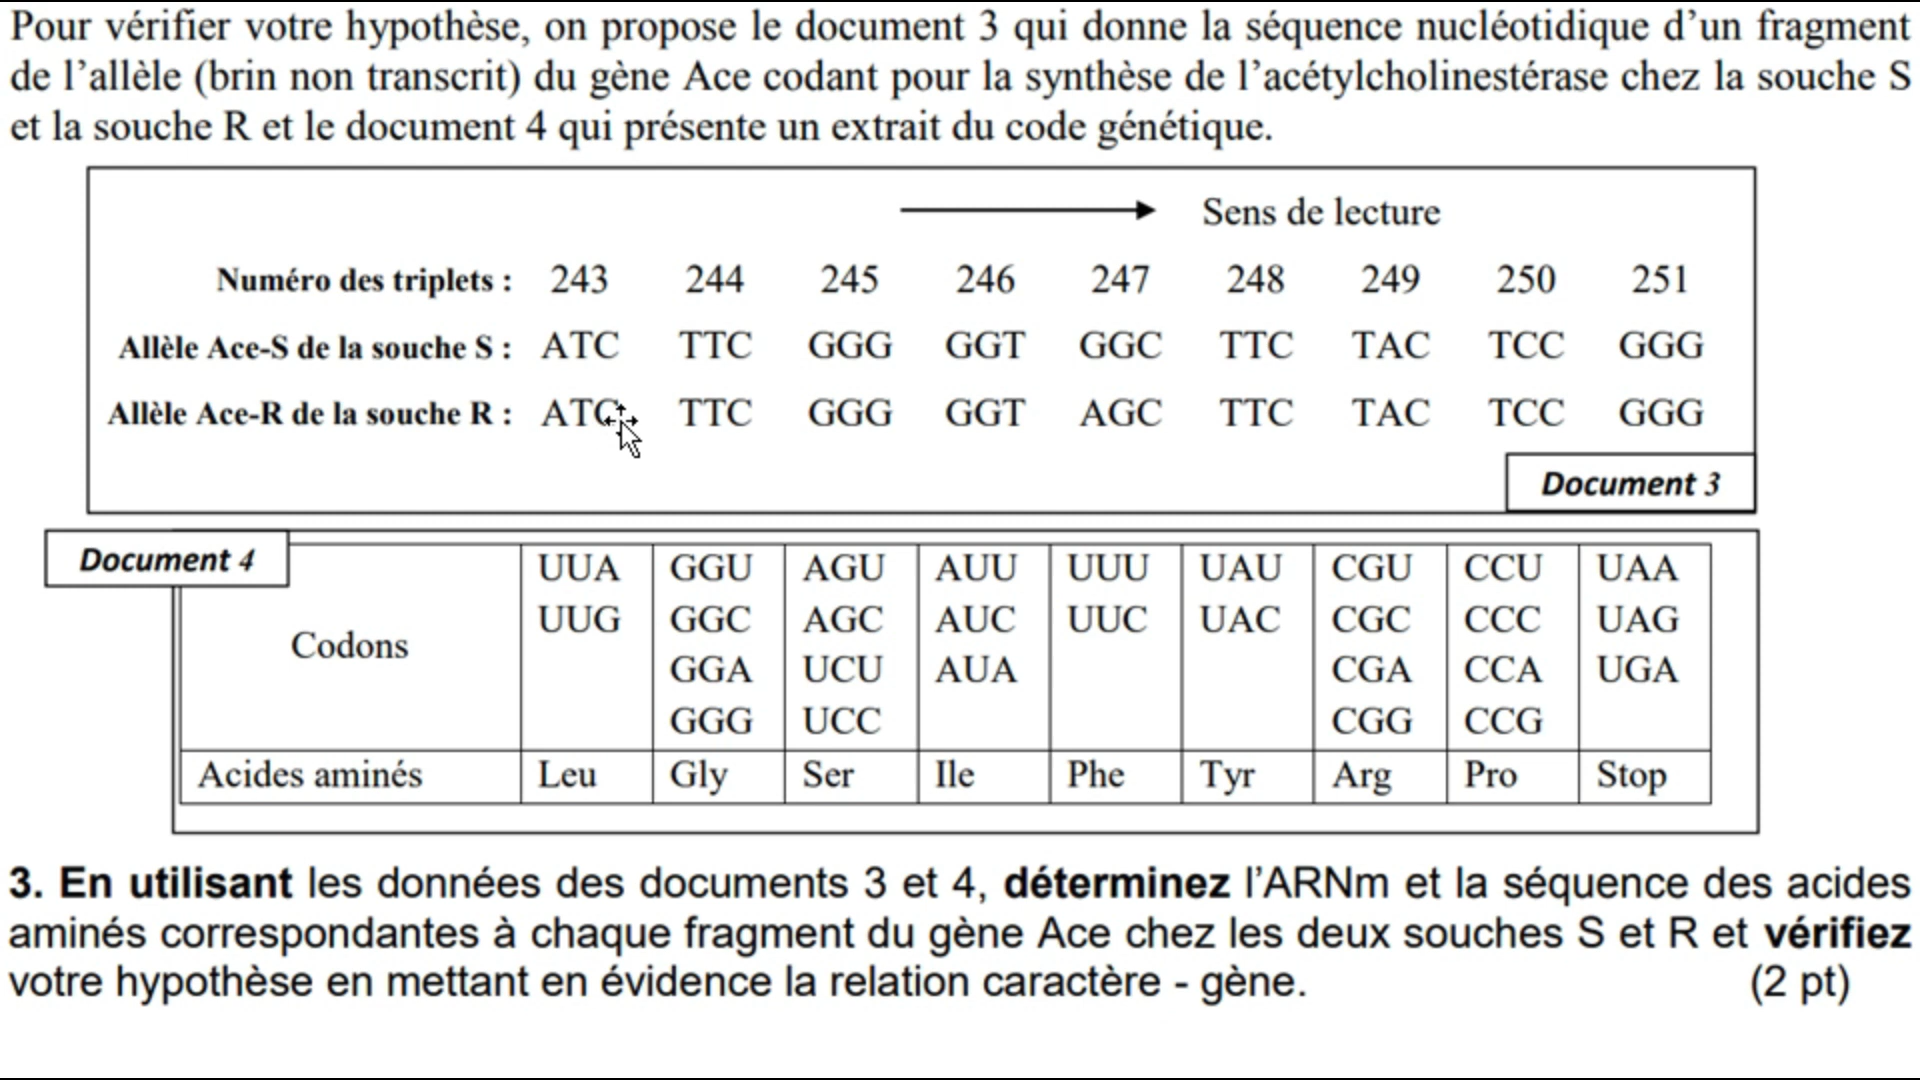 Pour vérifier votre hypothèse, on propose le document 3 qui donne la séquence nucléotidique d'un fragment
de l'allèle (brin non transcrit) du gène Ace codant pour la synthèse de l'acétylcholinestérase chez la souche S
et la souche R et le document 4 qui présente un extrait du code génétique.
Sens de lecture
Numéro des triplets : 243 244 245 246 247 248 249 250 251
Allèle Ace-S de la souche S : ATC TTC GGG GGT GGC TTC TAC TCC GGG
Allèle Ace-R de la souche R : ATC TTC GGG GGT AGC TTC TAC TCC GGG
Document 3
Document 4
UUA GGU AGU AUU UUU UAU CGU CCU UAA
UUG GGC AGC AUC UUC UAC CGC CCC UAG
Codons
GGA UCU AUA CGA CCA UGA
GGG UCC CGG CCG
Acides aminés Leu Gly Ser Ile Phe Tyr Arg Pro Stop
3. En utilisant les données des documents 3 et 4, déterminez l'ARNm et la séquence des acides
aminés correspondantes à chaque fragment du gène Ace chez les deux souches S et R et vérifiez
votre hypothèse en mettant en évidence la relation caractère - gène. (2 pt)